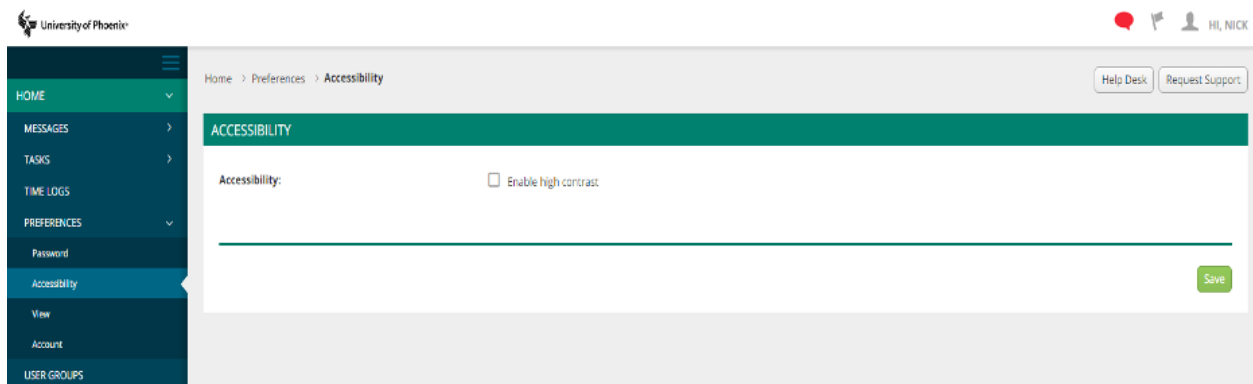 University of Phoenix®
HI, NICK
Home > Preferences > Accessibility
Help Desk
Request Support
HOME
MESSAGES
TASKS
TIME LOGS
PREFERENCES
Password
Accessibility
View
Account
USER GROUPS
ACCESSIBILITY
Accessibility:
Enable high contrast
Save